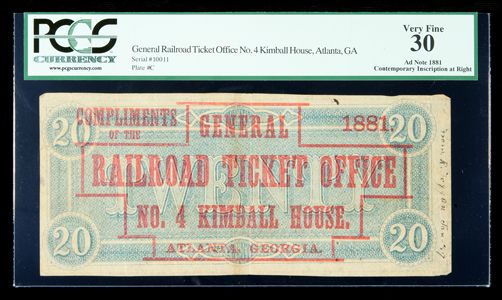 PCGS
CURRENCY
www.pcgscurrency.com
General Railroad Ticket Office No. 4 Kimball House, Atlanta, GA
Serial #10011
Plate #C
Very Fine
30
Ad Note 1881
Contemporary Inscription at Right
20 20
COMPLIMENTS
OF THE
GENERAL
1881.
RAILROAD TICKET OFFICE
TWENTY
NO. 4 KIMBALL HOUSE.
ATLANTA, GEORGIA.
20 20